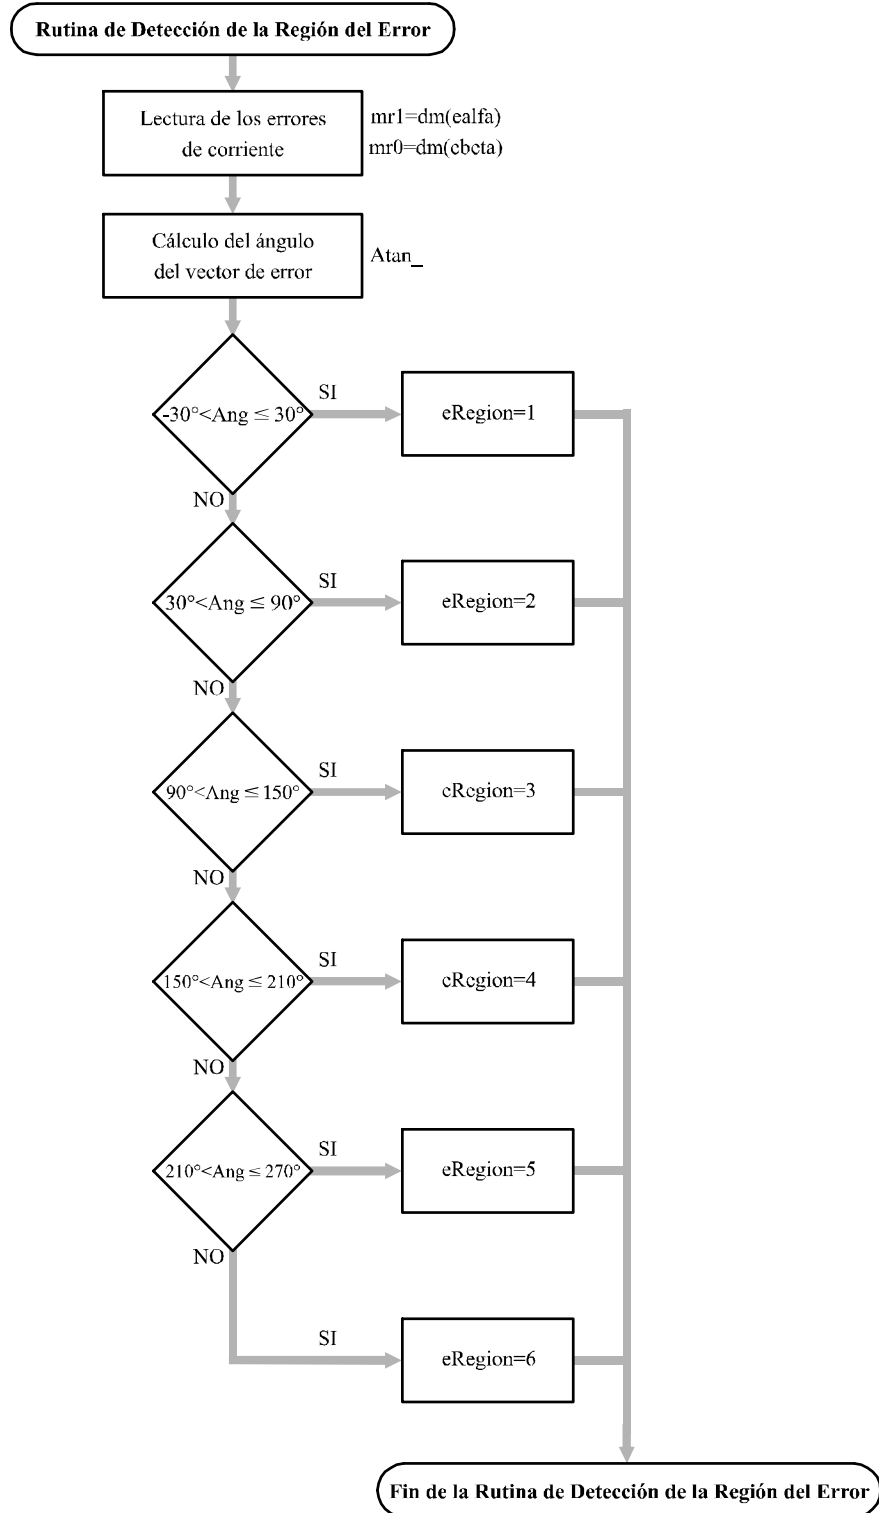 Rutina de Detección de la Región del Error
Lectura de los errores
de corriente
mr1=dm(ealfa)
mr0=dm(ebeta)
Cálculo del ángulo
del vector de error
Atan_
-30°<Ang ≤ 30°
SI
eRegion=1
NO
30°<Ang ≤ 90°
SI
eRegion=2
NO
90°<Ang ≤ 150°
SI
eRegion=3
NO
150°<Ang ≤ 210°
SI
eRegion=4
NO
210°<Ang ≤ 270°
SI
eRegion=5
NO
SI
eRegion=6
Fin de la Rutina de Detección de la Región del Error